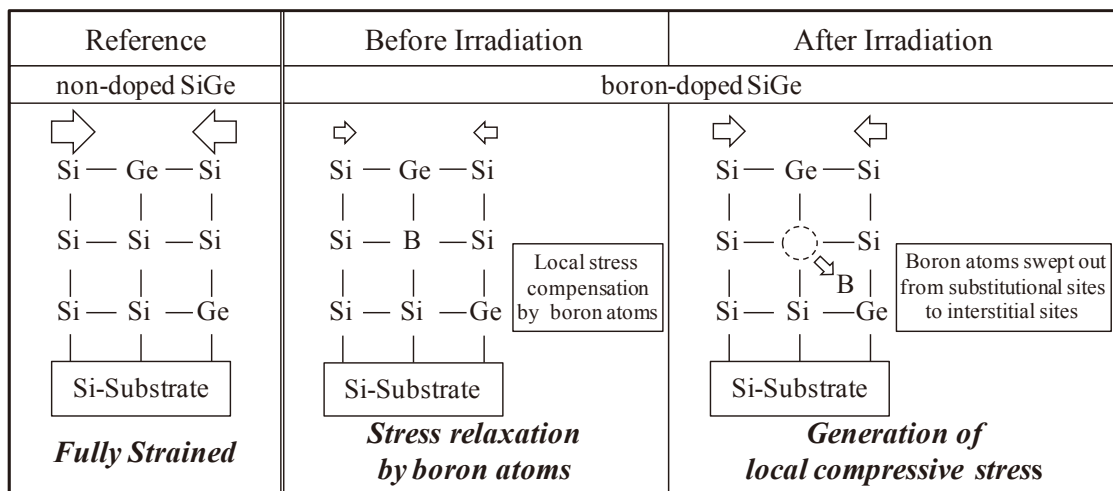 Reference
Before Irradiation
After Irradiation
non-doped SiGe
boron-doped SiGe
Si — Ge — Si
Si — Si — Si
Si — Si — Ge
Si-Substrate
Fully Strained
Si — Ge — Si
Si — B — Si
Si — Si — Ge
Si-Substrate
Local stress
compensation
by boron atoms
Stress relaxation
by boron atoms
Si — Ge — Si
Si — — Si
B
Si — Si — Ge
Si-Substrate
Boron atoms swept out
from substitutional sites
to interstitial sites
Generation of
local compressive stress